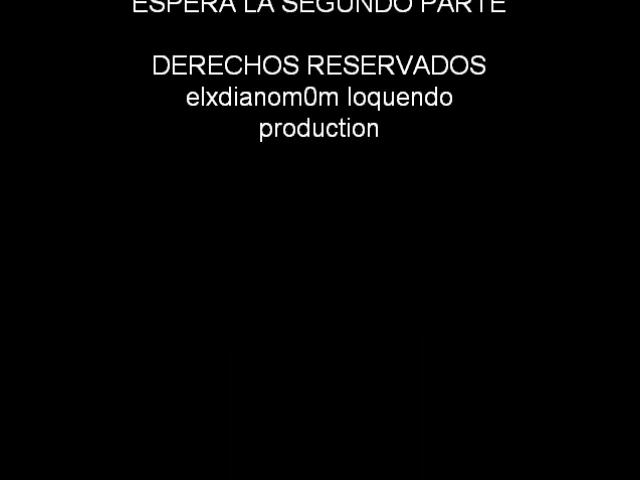 ESPERA LA SEGUNDO PARTE
DERECHOS RESERVADOS
elxdianom0m loquendo
production